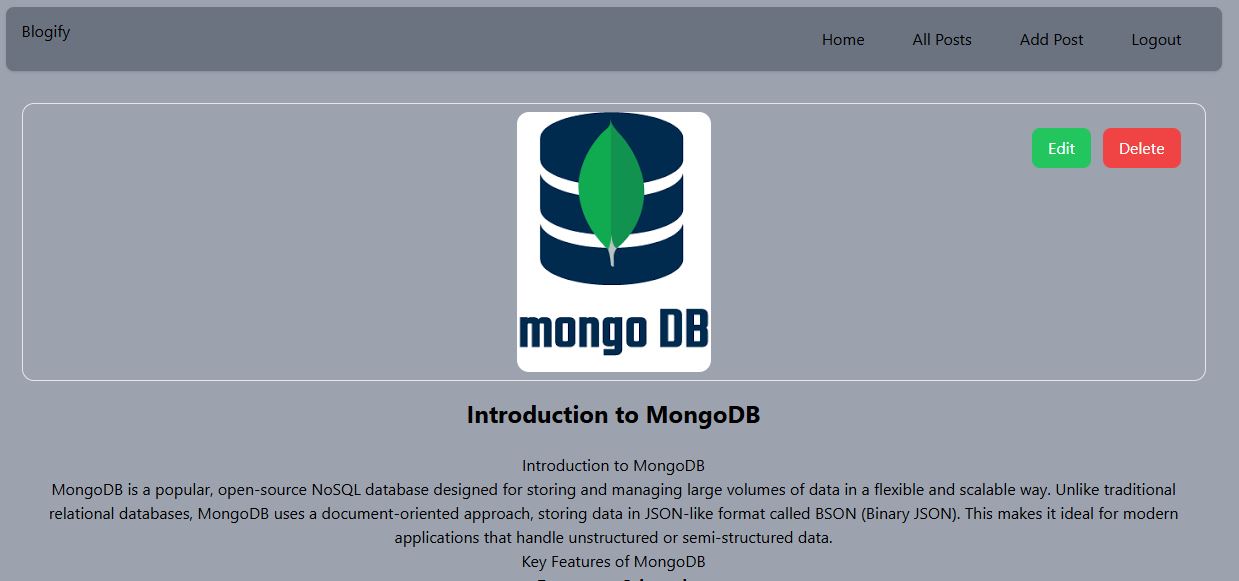 Blogify
Home All Posts Add Post Logout
Edit Delete
mongo DB
Introduction to MongoDB
Introduction to MongoDB
MongoDB is a popular, open-source NoSQL database designed for storing and managing large volumes of data in a flexible and scalable way. Unlike traditional
relational databases, MongoDB uses a document-oriented approach, storing data in JSON-like format called BSON (Binary JSON). This makes it ideal for modern
applications that handle unstructured or semi-structured data.
Key Features of MongoDB